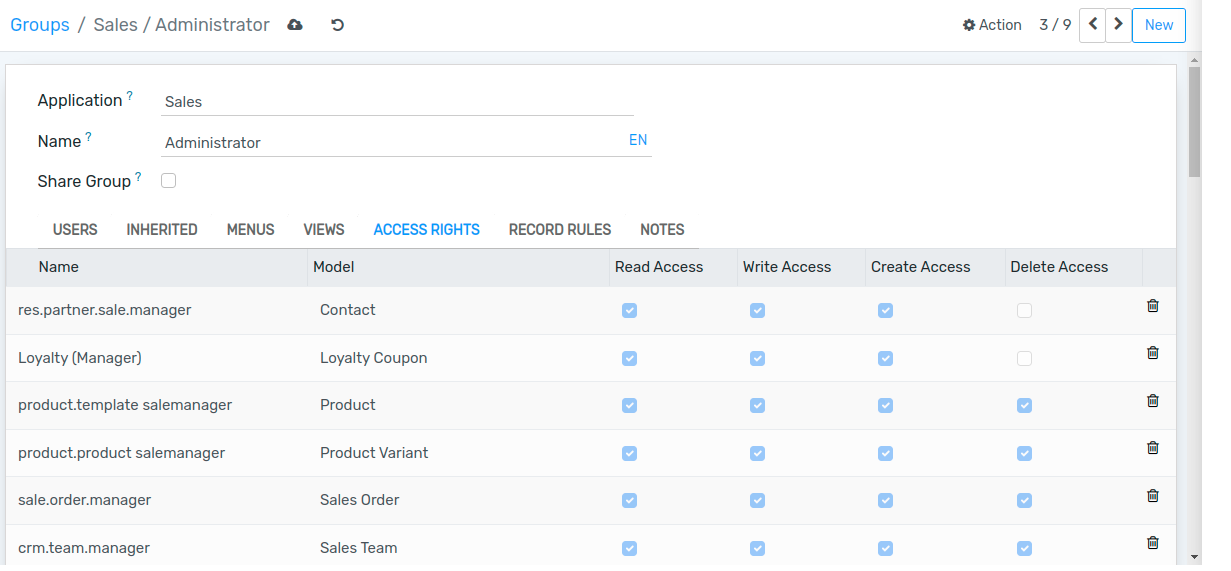 Groups / Sales / Administrator Action 3 / 9 New
Application ? Sales
Name ? Administrator EN
Share Group ?
USERS INHERITED MENUS VIEWS ACCESS RIGHTS RECORD RULES NOTES
Name Model Read Access Write Access Create Access Delete Access
res.partner.sale.manager Contact
Loyalty (Manager) Loyalty Coupon
product.template salemanager Product
product.product salemanager Product Variant
sale.order.manager Sales Order
crm.team.manager Sales Team